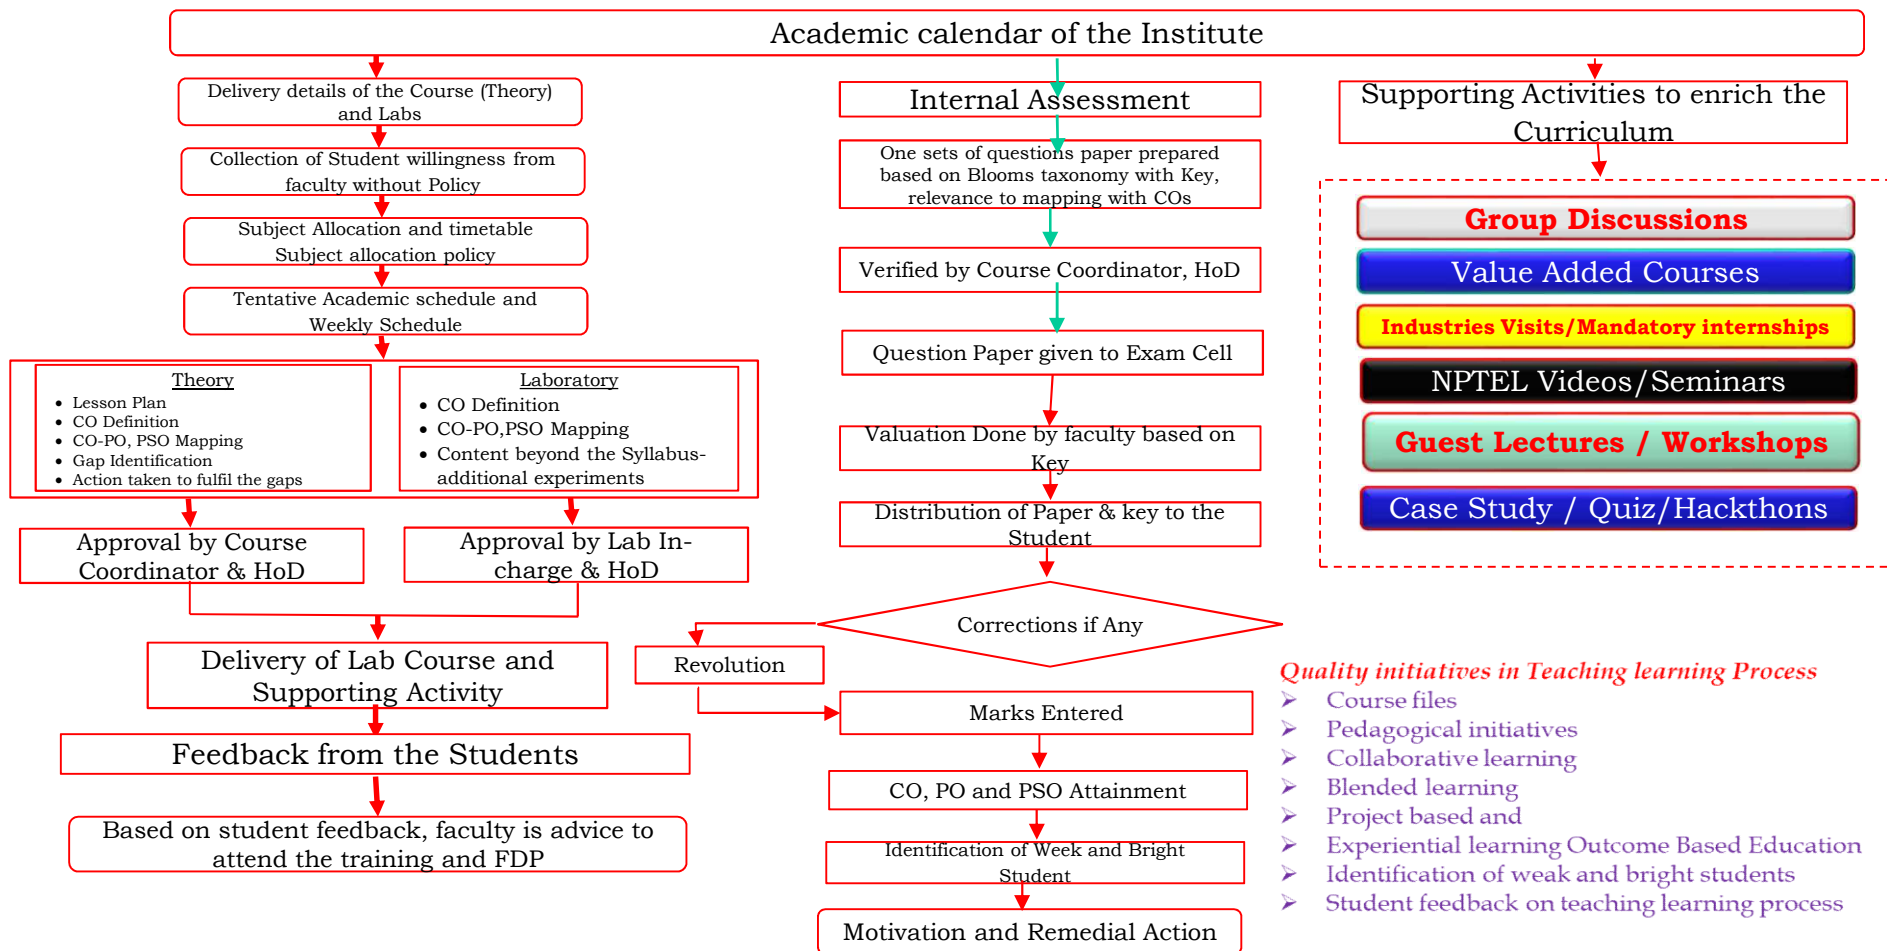 Academic calendar of the Institute
Delivery details of the Course (Theory)
and Labs
Collection of Student willingness from
faculty without Policy
Subject Allocation and timetable
Subject allocation policy
Tentative Academic schedule and
Weekly Schedule
Theory
• Lesson Plan
• CO Definition
• CO-PO, PSO Mapping
• Gap Identification
• Action taken to fulfil the gaps
Laboratory
• CO Definition
• CO-PO,PSO Mapping
• Content beyond the Syllabus-
additional experiments
Approval by Course
Coordinator & HoD
Approval by Lab In-
charge & HoD
Delivery of Lab Course and
Supporting Activity
Feedback from the Students
Based on student feedback, faculty is advice to
attend the training and FDP
Internal Assessment
One sets of questions paper prepared
based on Blooms taxonomy with Key,
relevance to mapping with COs
Verified by Course Coordinator, HoD
Question Paper given to Exam Cell
Valuation Done by faculty based on
Key
Distribution of Paper & key to the
Student
Corrections if Any
Revolution
Marks Entered
CO, PO and PSO Attainment
Identification of Week and Bright
Student
Motivation and Remedial Action
Supporting Activities to enrich the
Curriculum
Group Discussions
Value Added Courses
Industries Visits/Mandatory internships
NPTEL Videos/Seminars
Guest Lectures / Workshops
Case Study / Quiz/Hackthons
Quality initiatives in Teaching learning Process
➢ Course files
➢ Pedagogical initiatives
➢ Collaborative learning
➢ Blended learning
➢ Project based and
➢ Experiential learning Outcome Based Education
➢ Identification of weak and bright students
➢ Student feedback on teaching learning process